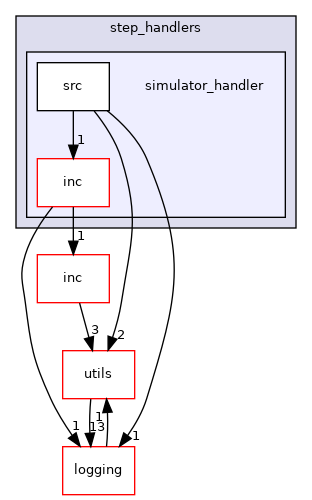 step_handlers
src
simulator_handler
1
inc
1
inc
3
2
utils
1
1
13
1
logging